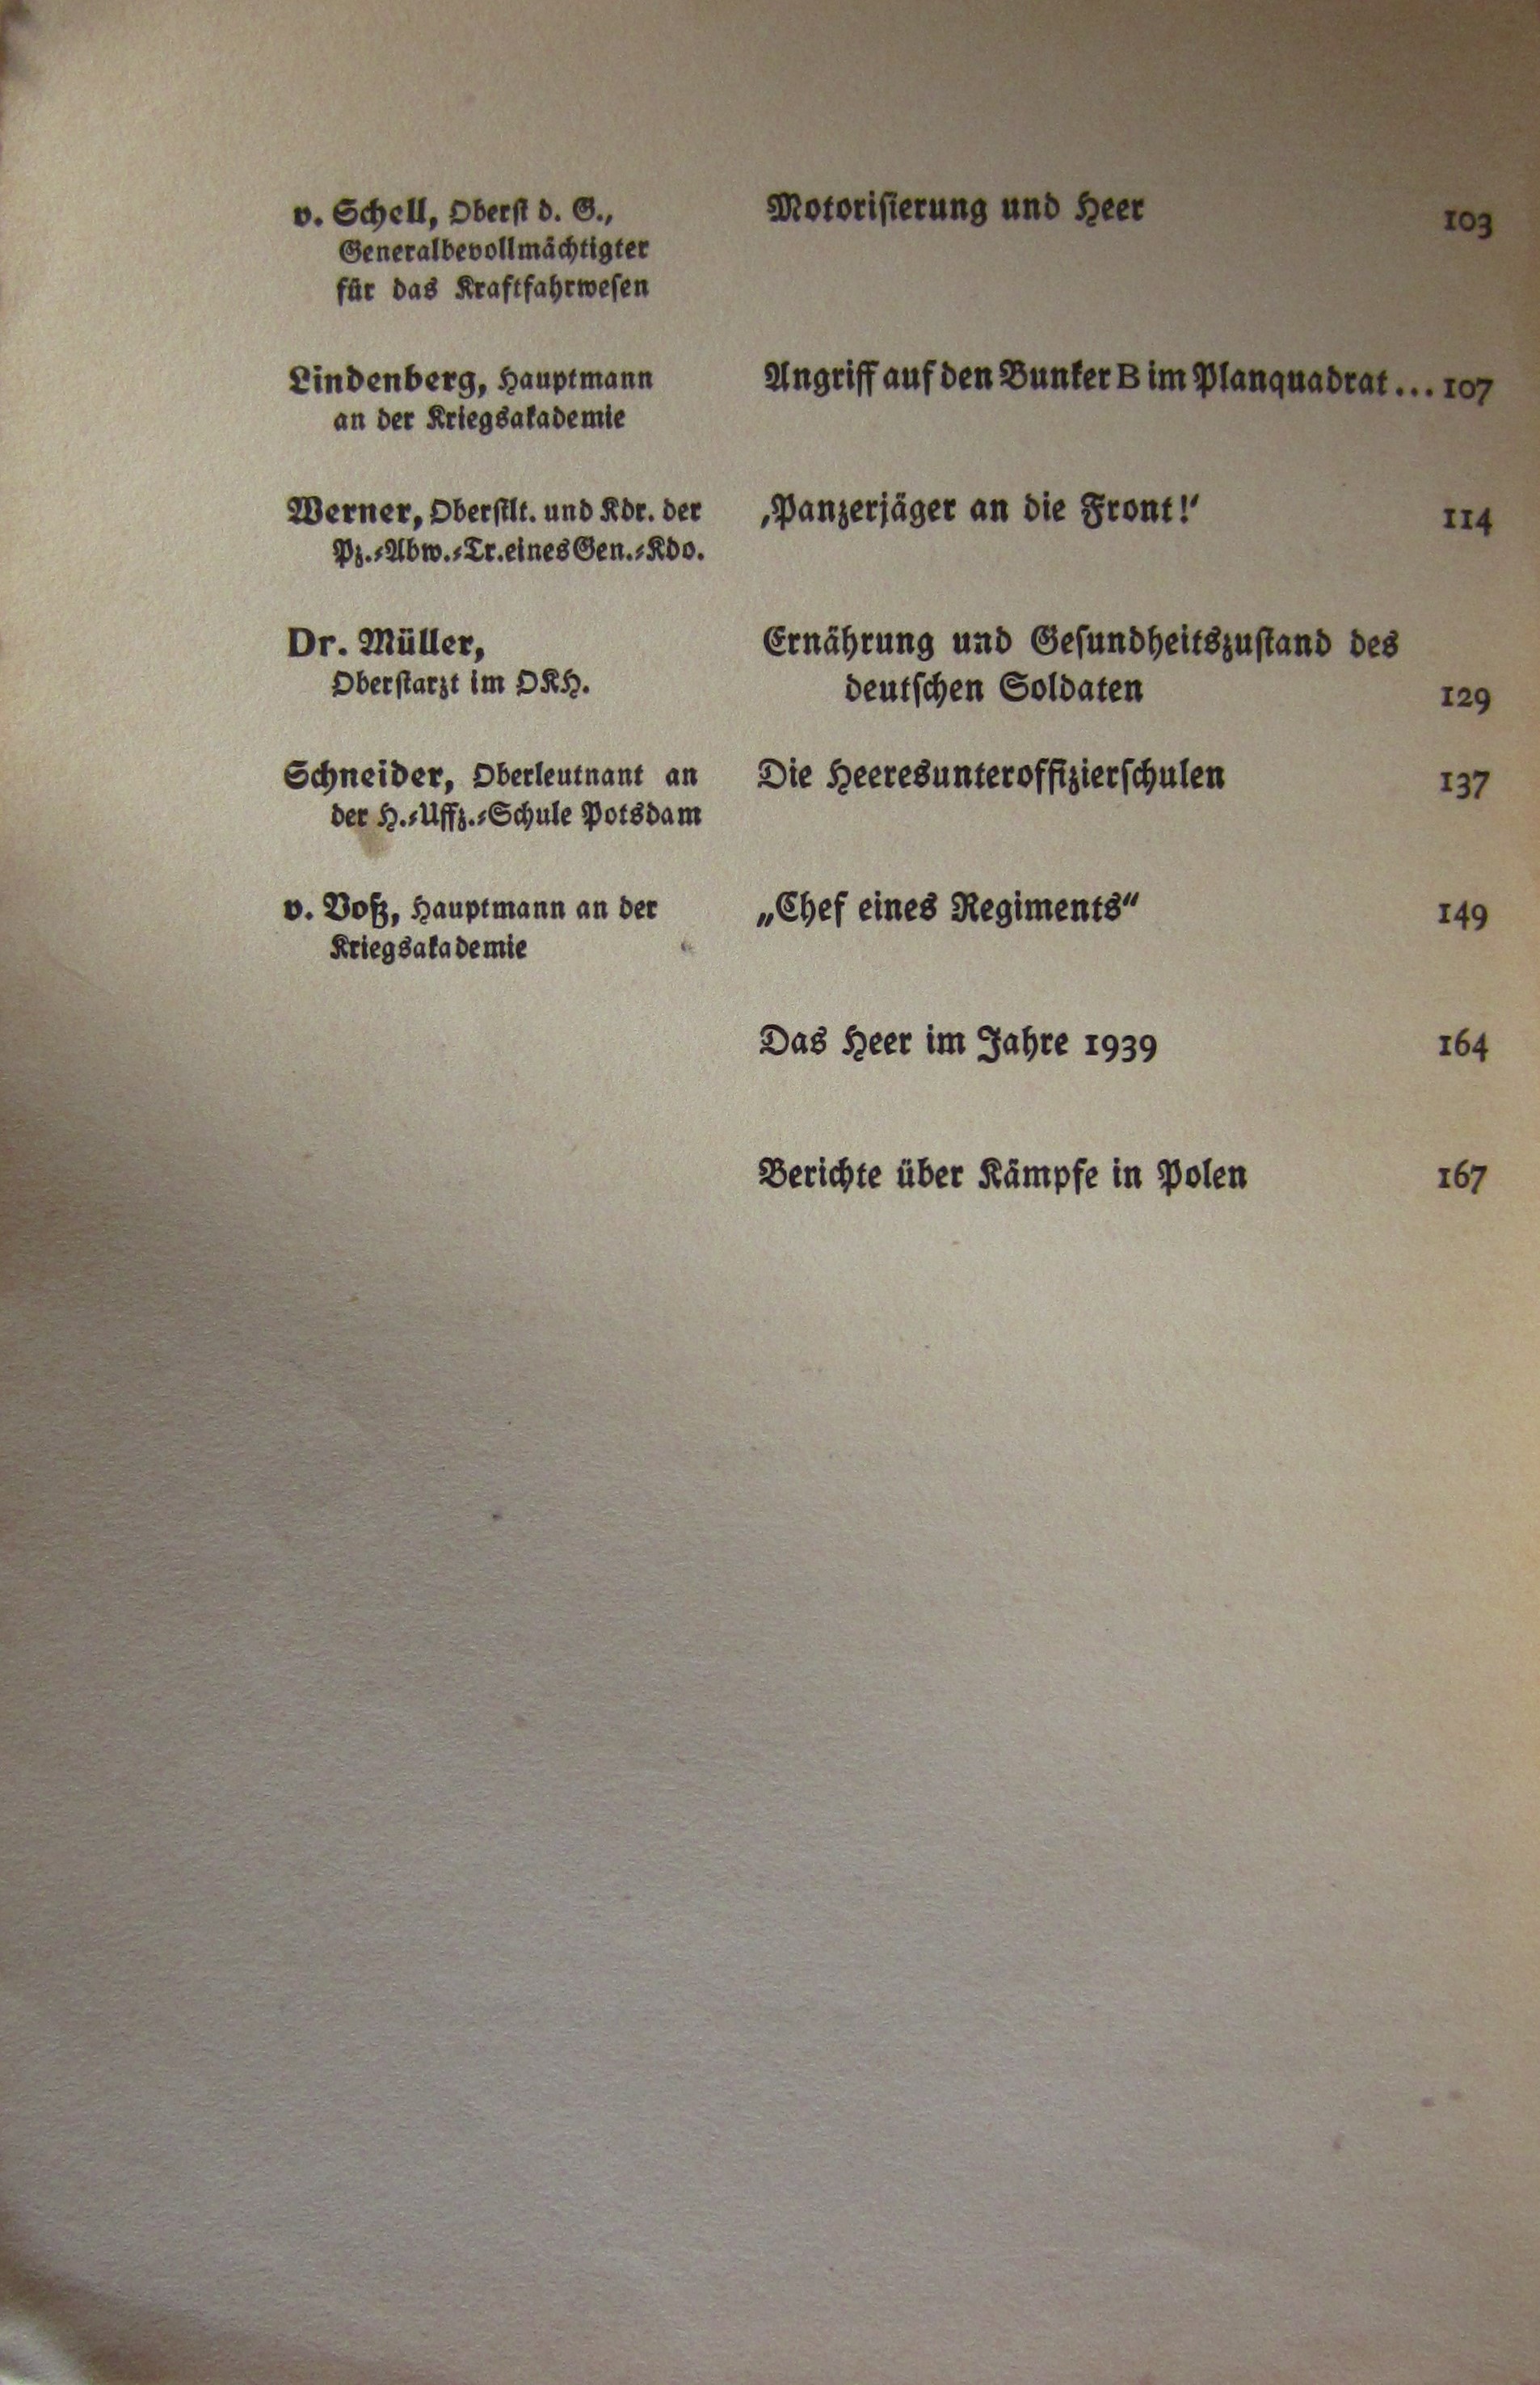 v. Schell, Oberst d. G., Motorisierung und Heer 103
Generalbevollmächtigter
für das Kraftfahrwesen
Lindenberg, Hauptmann Angriff auf den Bunker B im Planquadrat ... 107
an der Kriegsakademie
Werner, Oberstlt. und Kdr. der ‚Panzerjäger an die Front!‘ 114
Pz.-Abw.-Tr. eines Gen.-Kdo.
Dr. Müller, Ernährung und Gesundheitszustand des
Oberstarzt im OKH. deutschen Soldaten 129
Schneider, Oberleutnant an Die Heeresunteroffizierschulen 137
der H.-Uffz.-Schule Potsdam
v. Voß, Hauptmann an der „Chef eines Regiments“ 149
Kriegsakademie
Das Heer im Jahre 1939 164
Berichte über Kämpfe in Polen 167